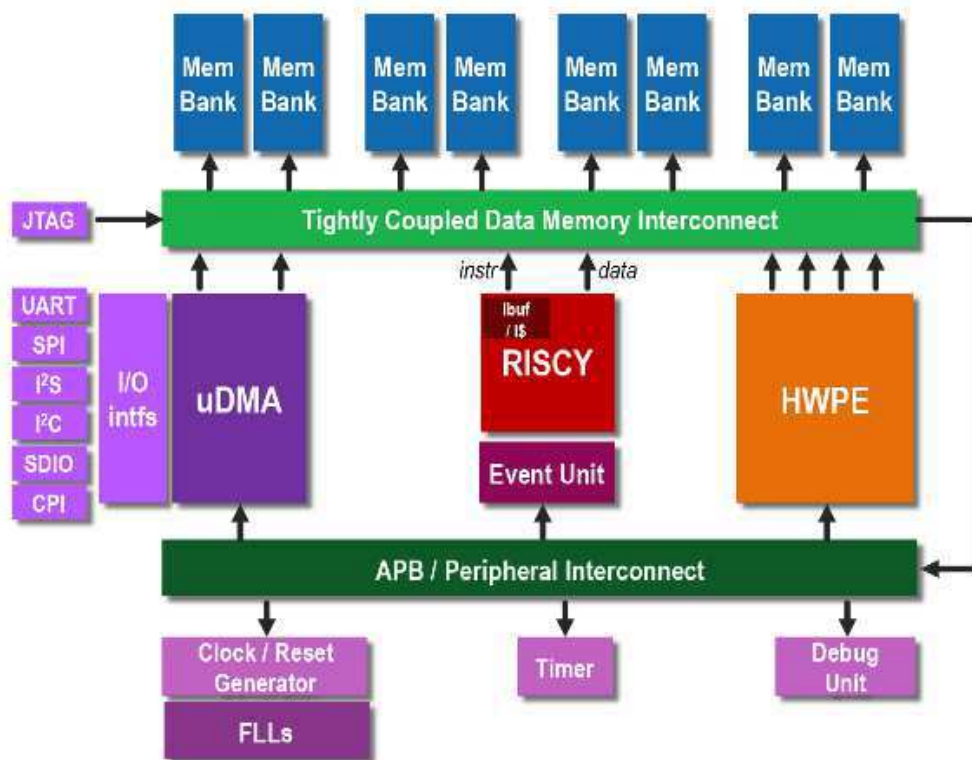 Mem Bank
Mem Bank
Mem Bank
Mem Bank
Mem Bank
Mem Bank
Mem Bank
Mem Bank
JTAG
Tightly Coupled Data Memory Interconnect
instr
data
UART
SPI
I²S
I²C
SDIO
CPI
I/O
intfs
uDMA
Ibuf
/ I$
RISCY
Event Unit
HWPE
APB / Peripheral Interconnect
Clock / Reset
Generator
FLLs
Timer
Debug
Unit